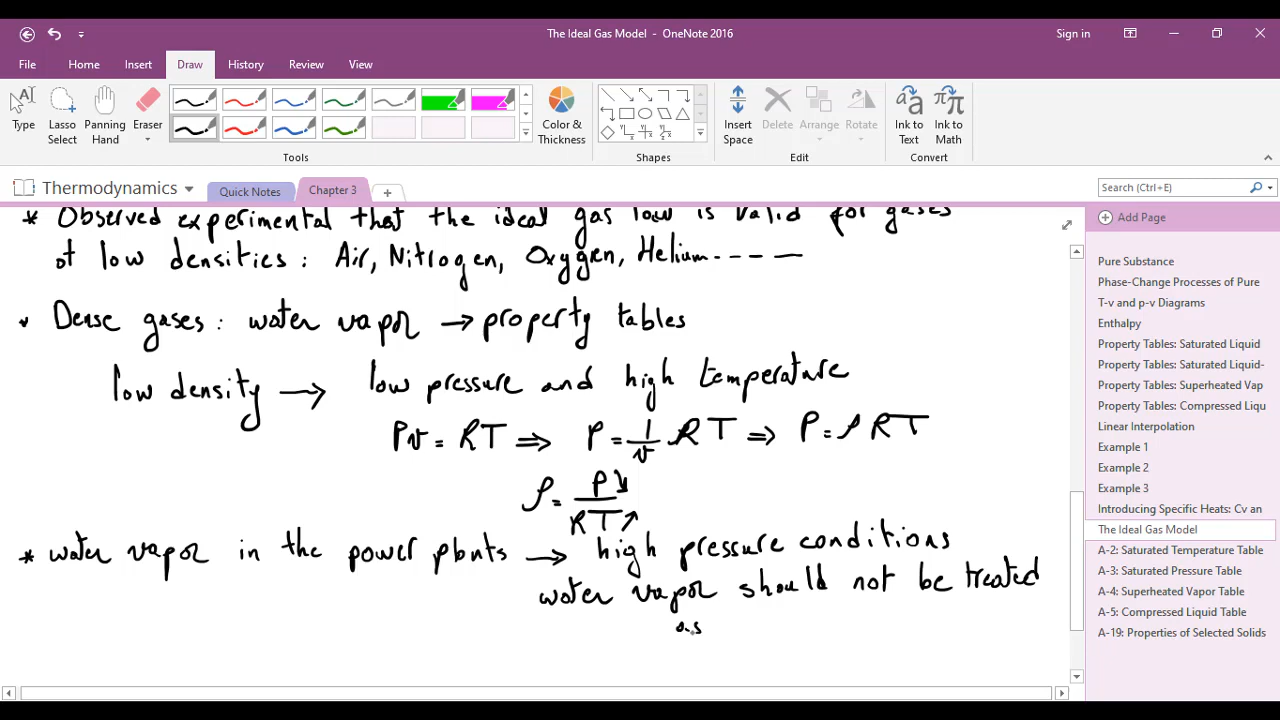 The Ideal Gas Model - OneNote 2016
Sign in
File Home Insert Draw History Review View
Type
Lasso Select
Panning Hand
Eraser
Color & Thickness
Insert Space
Delete
Arrange
Rotate
Ink to Text
Ink to Math
Tools
Shapes
Edit
Convert
Thermodynamics
Quick Notes
Chapter 3
Search (Ctrl+E)
* Observed experimental that the ideal gas law is valid for gases
at low densities : Air, Nitrogen, Oxygen, Helium - - - - —
Dense gases : water vapor → property tables
low density → low pressure and high temperature
Pv = RT ⇒ P = 1/v RT ⇒ P = ρRT
ρ = P↘ / RT↗
* water vapor in the power plants → high pressure conditions
water vapor should not be treated
as
Add Page
Pure Substance
Phase-Change Processes of Pure
T-v and p-v Diagrams
Enthalpy
Property Tables: Saturated Liquid
Property Tables: Saturated Liquid-
Property Tables: Superheated Vap
Property Tables: Compressed Liqu
Linear Interpolation
Example 1
Example 2
Example 3
Introducing Specific Heats: Cv an
The Ideal Gas Model
A-2: Saturated Temperature Table
A-3: Saturated Pressure Table
A-4: Superheated Vapor Table
A-5: Compressed Liquid Table
A-19: Properties of Selected Solids